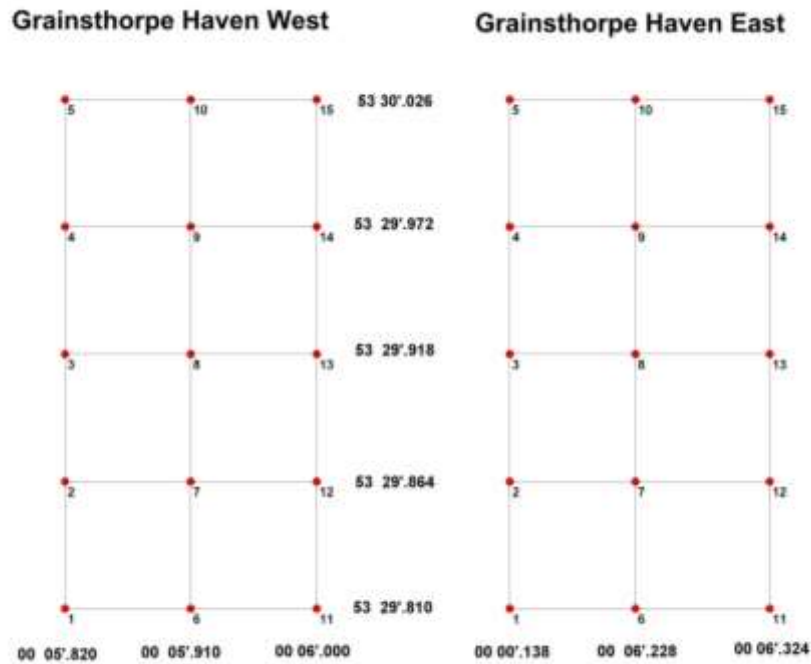 Grainsthorpe Haven West Grainsthorpe Haven East
5 10 15 53 30'.026 5 10 15
4 9 14 53 29'.972 4 9 14
3 8 13 53 29'.918 3 8 13
2 7 12 53 29'.864 2 7 12
1 6 11 53 29'.810 1 6 11
00 05'.820 00 05'.910 00 06'.000 00 00'.138 00 06'.228 00 06'.324